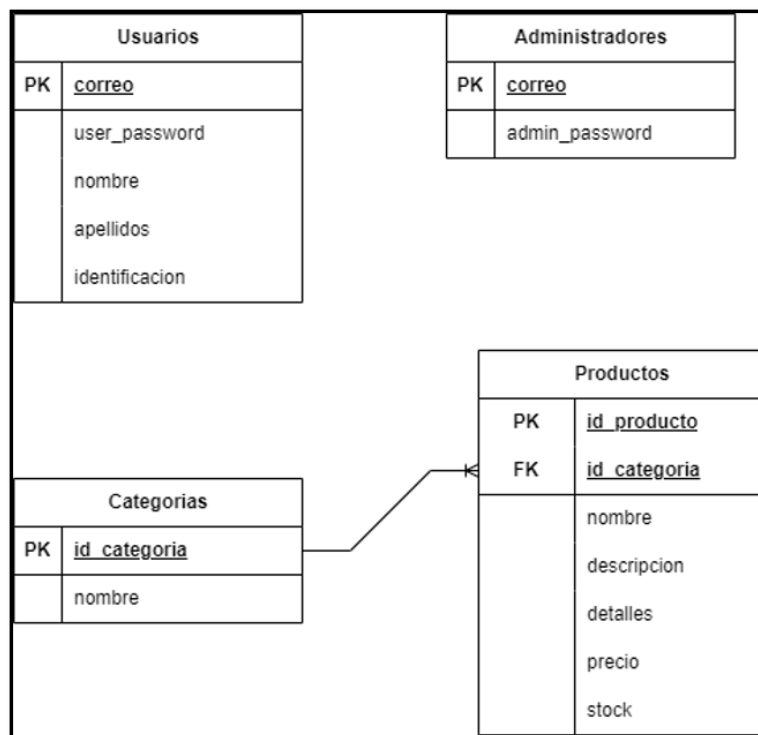 Usuarios
PK correo
user_password
nombre
apellidos
identificacion
Administradores
PK correo
admin_password
Categorias
PK id_categoria
nombre
Productos
PK id_producto
FK id_categoria
nombre
descripcion
detalles
precio
stock